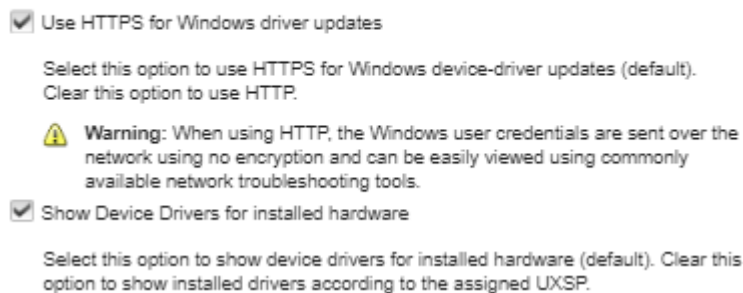 Use HTTPS for Windows driver updates
Select this option to use HTTPS for Windows device-driver updates (default).
Clear this option to use HTTP.
Warning: When using HTTP, the Windows user credentials are sent over the
network using no encryption and can be easily viewed using commonly
available network troubleshooting tools.
Show Device Drivers for installed hardware
Select this option to show device drivers for installed hardware (default). Clear this
option to show installed drivers according to the assigned UXSP.